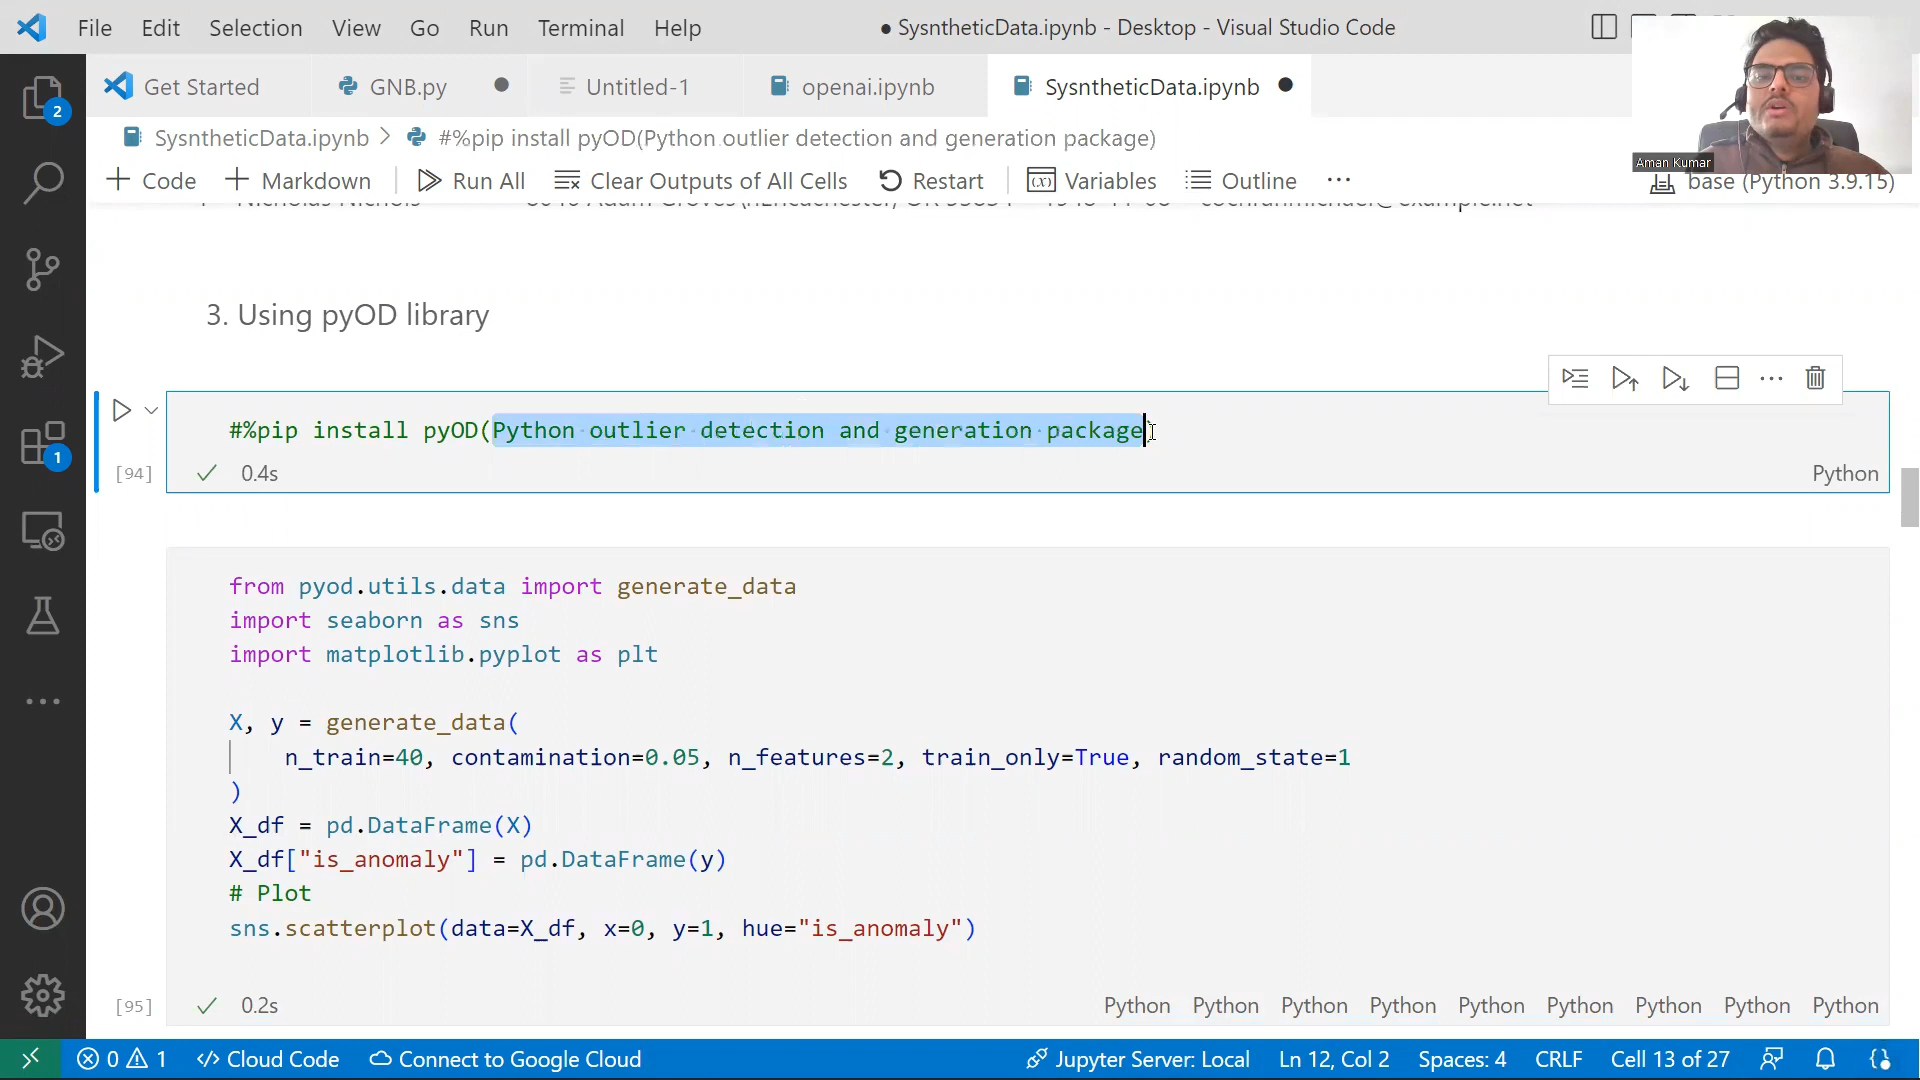 File Edit Selection View Go Run Terminal Help
● SysntheticData.ipynb - Desktop - Visual Studio Code
Get Started
GNB.py
Untitled-1
openai.ipynb
SysntheticData.ipynb
SysntheticData.ipynb > #%pip install pyOD(Python outlier detection and generation package)
+ Code + Markdown Run All Clear Outputs of All Cells Restart Variables Outline ...
base (Python 3.9.15)
Aman Kumar
2
1
3. Using pyOD library
#%pip install pyOD(Python outlier detection and generation package)
[94] 0.4s
Python
from pyod.utils.data import generate_data
import seaborn as sns
import matplotlib.pyplot as plt
X, y = generate_data(
n_train=40, contamination=0.05, n_features=2, train_only=True, random_state=1
)
X_df = pd.DataFrame(X)
X_df["is_anomaly"] = pd.DataFrame(y)
# Plot
sns.scatterplot(data=X_df, x=0, y=1, hue="is_anomaly")
[95] 0.2s
Python Python Python Python Python Python Python Python Python
0 1 Cloud Code Connect to Google Cloud
Jupyter Server: Local Ln 12, Col 2 Spaces: 4 CRLF Cell 13 of 27